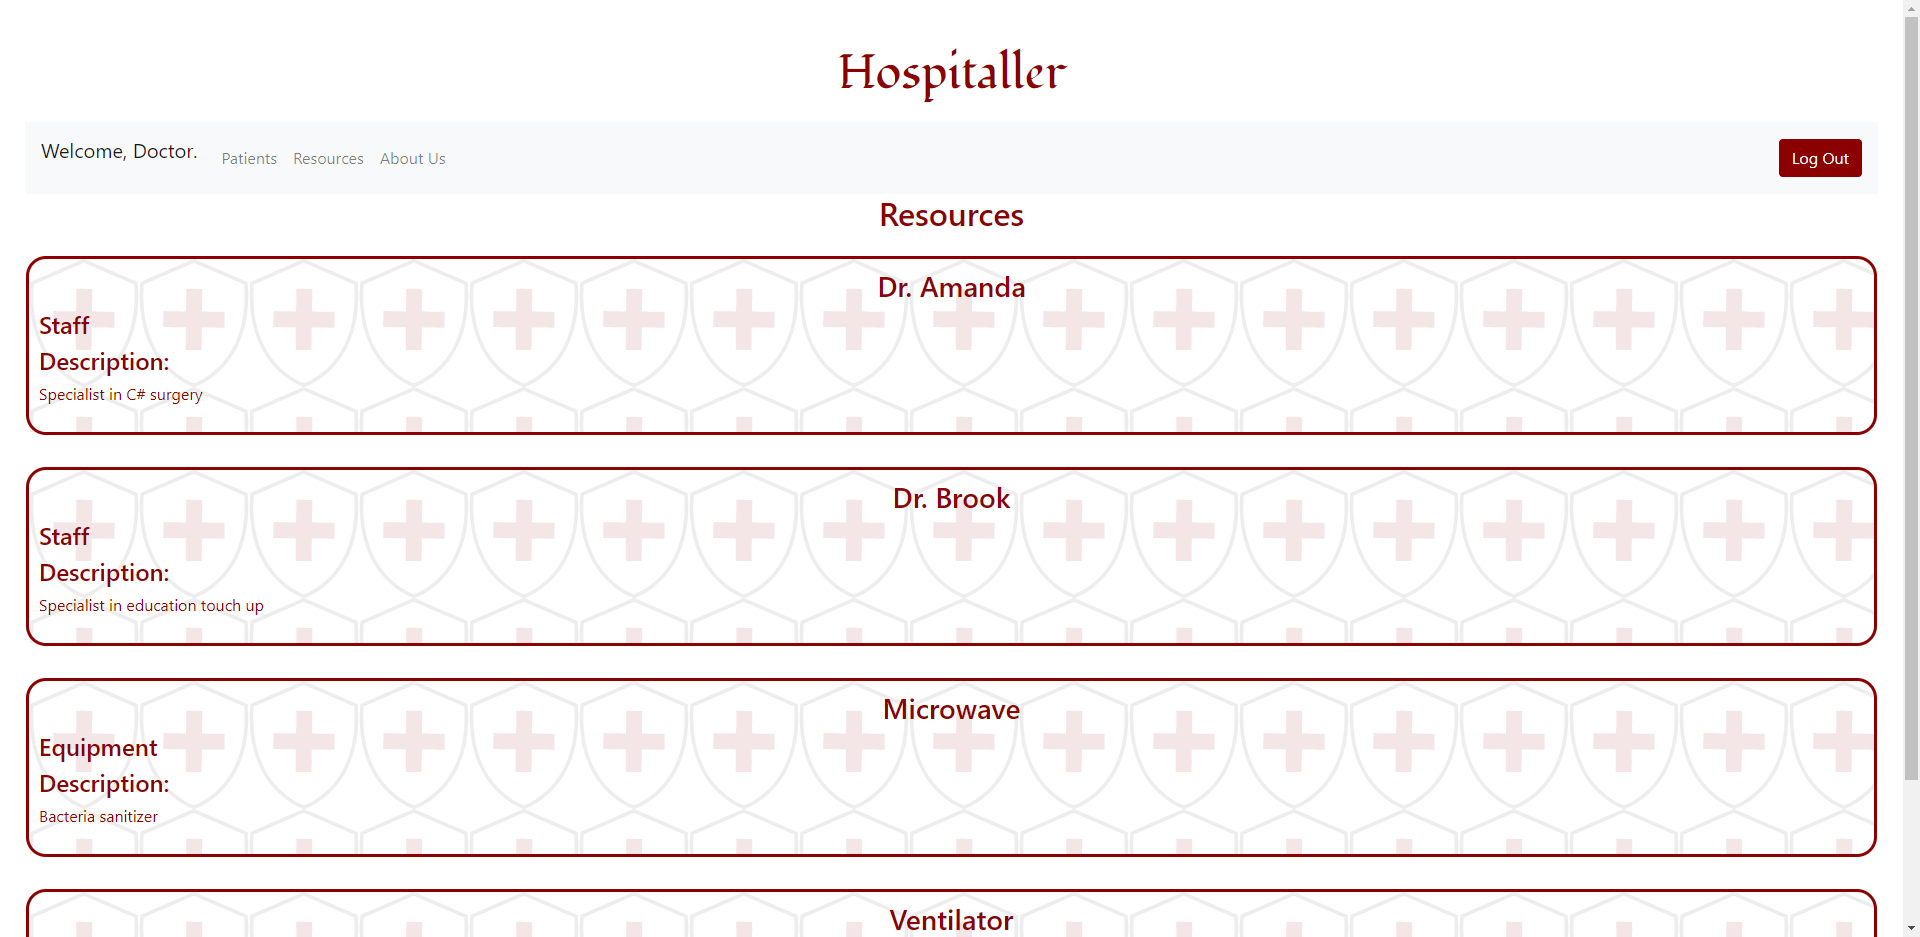 Hospitaller
Welcome, Doctor. Patients Resources About Us Log Out
Resources
Dr. Amanda
Staff
Description:
Specialist in C# surgery
Dr. Brook
Staff
Description:
Specialist in education touch up
Microwave
Equipment
Description:
Bacteria sanitizer
Ventilator